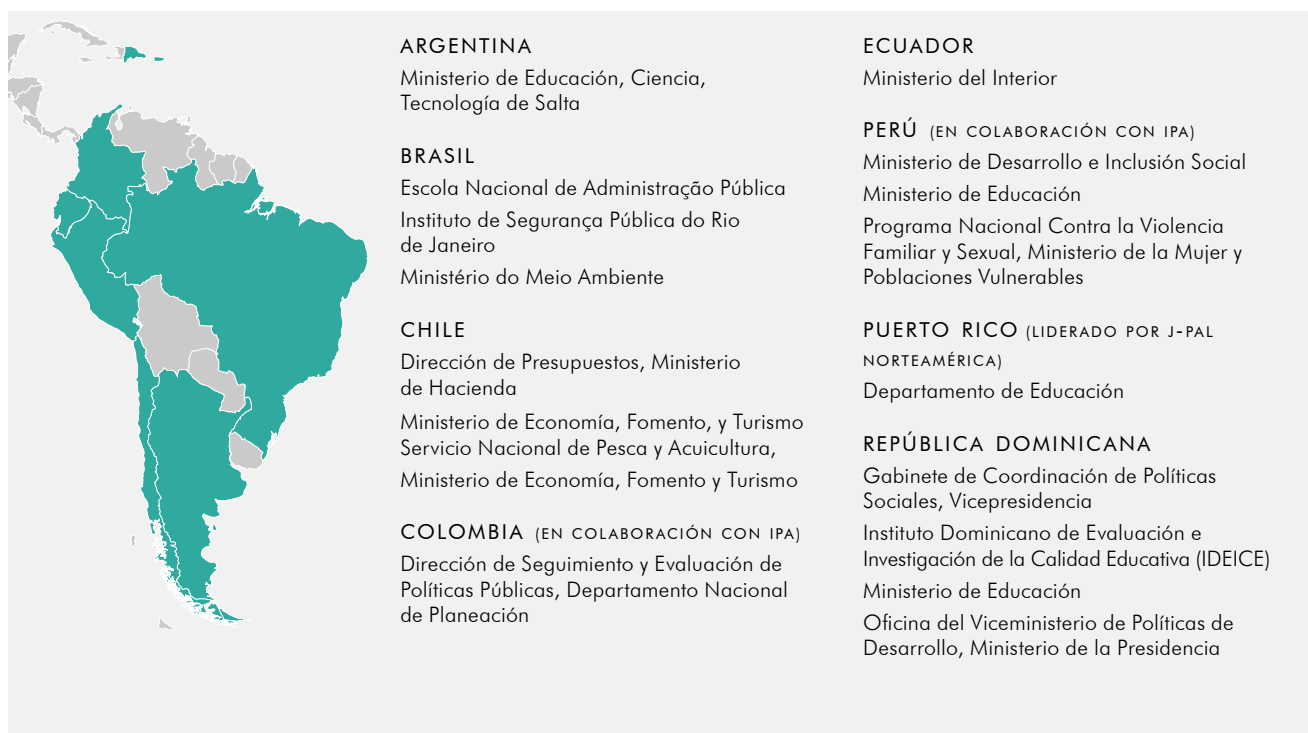 ARGENTINA
Ministerio de Educación, Ciencia,
Tecnología de Salta
BRASIL
Escola Nacional de Administração Pública
Instituto de Segurança Pública do Rio
de Janeiro
Ministério do Meio Ambiente
CHILE
Dirección de Presupuestos, Ministerio
de Hacienda
Ministerio de Economía, Fomento, y Turismo
Servicio Nacional de Pesca y Acuicultura,
Ministerio de Economía, Fomento y Turismo
COLOMBIA (EN COLABORACIÓN CON IPA)
Dirección de Seguimiento y Evaluación de
Políticas Públicas, Departamento Nacional
de Planeación
ECUADOR
Ministerio del Interior
PERÚ (EN COLABORACIÓN CON IPA)
Ministerio de Desarrollo e Inclusión Social
Ministerio de Educación
Programa Nacional Contra la Violencia
Familiar y Sexual, Ministerio de la Mujer y
Poblaciones Vulnerables
PUERTO RICO (LIDERADO POR J-PAL
NORTEAMÉRICA)
Departamento de Educación
REPÚBLICA DOMINICANA
Gabinete de Coordinación de Políticas
Sociales, Vicepresidencia
Instituto Dominicano de Evaluación e
Investigación de la Calidad Educativa (IDEICE)
Ministerio de Educación
Oficina del Viceministerio de Políticas de
Desarrollo, Ministerio de la Presidencia